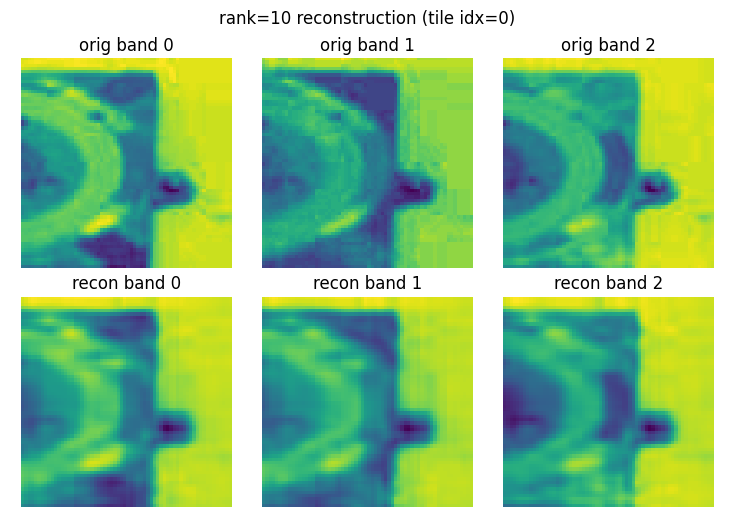 rank=10 reconstruction (tile idx=0)
orig band 0
orig band 1
orig band 2
recon band 0
recon band 1
recon band 2